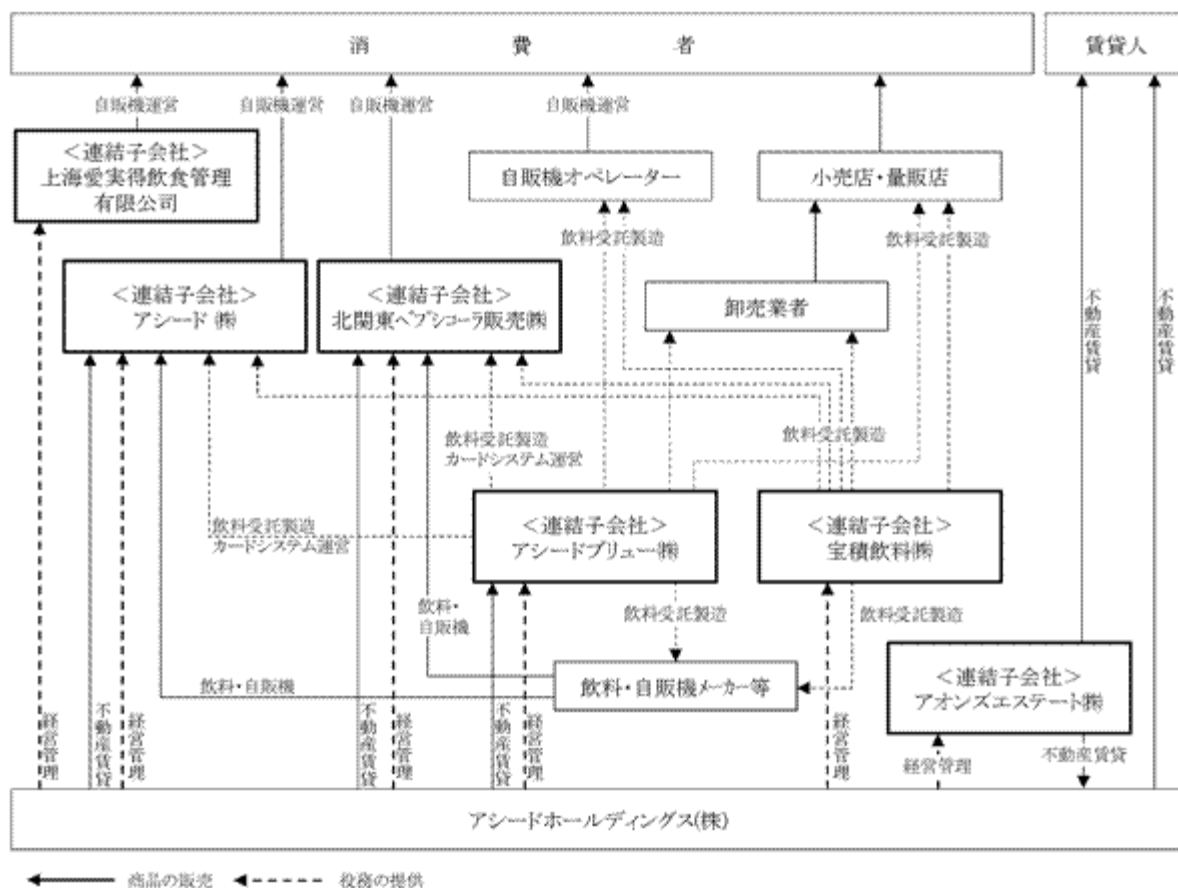 消費者
賃貸人
自販機運営
自販機運営
自販機運営
自販機運営
<連結子会社>
上海愛実得飲食管理
有限公司
自販機オペレーター
小売店・量販店
飲料受託製造
飲料受託製造
<連結子会社>
アシード㈱
<連結子会社>
北関東ペプシコーラ販売㈱
卸売業者
不動産賃貸
不動産賃貸
飲料受託製造
カードシステム運営
飲料受託製造
飲料受託製造
カードシステム運営
<連結子会社>
アシードブリュー㈱
<連結子会社>
宝積飲料㈱
飲料・
自販機
飲料受託製造
飲料受託製造
飲料・自販機
飲料・自販機メーカー等
<連結子会社>
アオンズエステート㈱
経営管理
不動産賃貸
経営管理
不動産賃貸
経営管理
不動産賃貸
経営管理
経営管理
経営管理
不動産賃貸
アシードホールディングス(株)
商品の販売
役務の提供